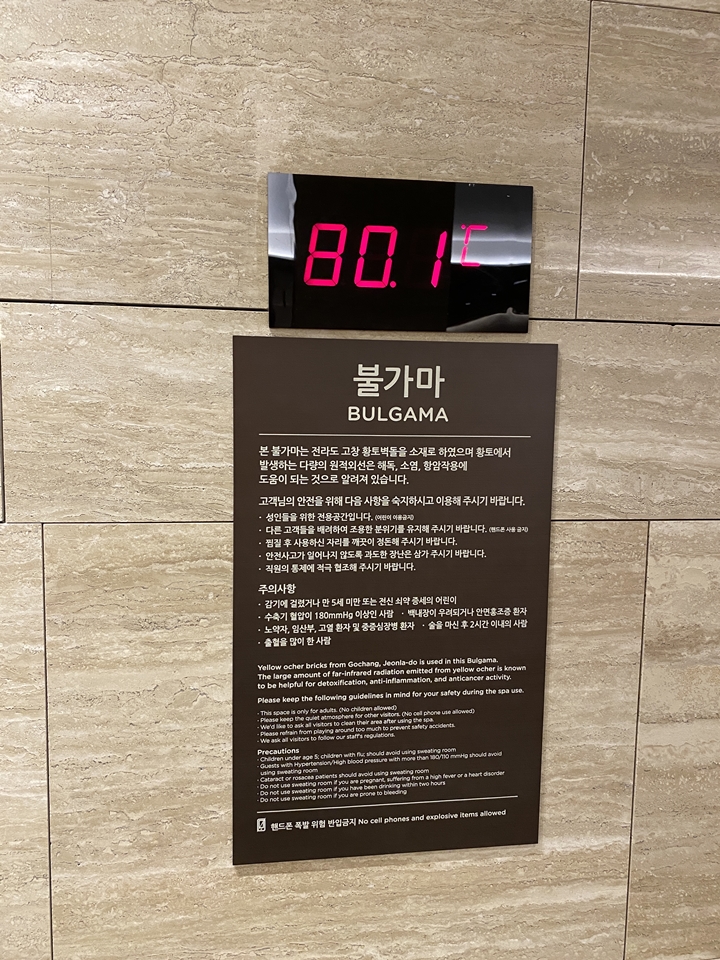 80.1°C
불가마
BULGAMA
본 불가마는 전라도 고창 황토벽돌을 소재로 하였으며 황토에서
발생하는 다량의 원적외선은 해독, 소염, 항암작용에
도움이 되는 것으로 알려져 있습니다.
고객님의 안전을 위해 다음 사항을 숙지하시고 이용해 주시기 바랍니다.
· 성인들을 위한 전용공간입니다. (어린이 이용금지)
· 다른 고객들을 배려하여 조용한 분위기를 유지해 주시기 바랍니다. (핸드폰 사용 금지)
· 찜질 후 사용하신 자리를 깨끗이 정돈해 주시기 바랍니다.
· 안전사고가 일어나지 않도록 과도한 장난은 삼가 주시기 바랍니다.
· 직원의 통제에 적극 협조해 주시기 바랍니다.
주의사항
· 감기에 걸렸거나 만 5세 미만 또는 전신 쇠약 증세의 어린이
· 수축기 혈압이 180mmHg 이상인 사람 · 백내장이 우려되거나 안면홍조증 환자
· 노약자, 임산부, 고열 환자 및 중증심장병 환자 · 술을 마신 후 2시간 이내의 사람
· 출혈을 많이 한 사람
Yellow ocher bricks from Gochang, Jeonla-do is used in this Bulgama.
The large amount of far-infrared radiation emitted from yellow ocher is known
to be helpful for detoxification, anti-inflammation, and anticancer activity.
Please keep the following guidelines in mind for your safety during the spa use.
· This space is only for adults. (No children allowed)
· Please keep the quiet atmosphere for other visitors. (No cell phone use allowed)
· We'd like to ask all visitors to clean their area after using the spa.
· Please refrain from playing around too much to prevent safety accidents.
· We ask all visitors to follow our staff's regulations.
Precautions
· Children under age 5; children with flu; should avoid using sweating room
· Guests with Hypertension/High blood pressure with more than 180/110 mmHg should avoid
using sweating room
· Cataract or rosacea patients should avoid using sweating room
· Do not use sweating room if you are pregnant, suffering from a high fever or a heart disorder
· Do not use sweating room if you have been drinking within two hours
· Do not use sweating room if you are prone to bleeding
핸드폰 폭발 위험 반입금지 No cell phones and explosive items allowed